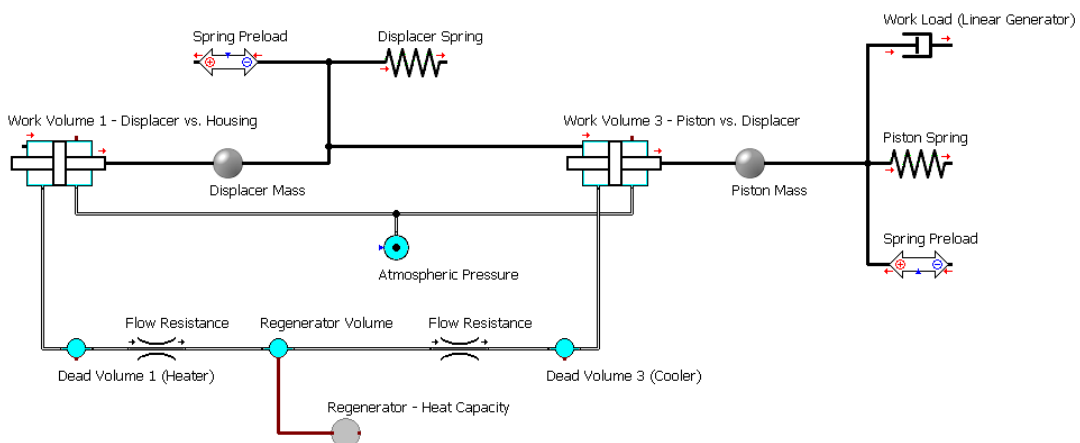 Work Load (Linear Generator)
Spring Preload
Displacer Spring
Work Volume 1 - Displacer vs. Housing
Work Volume 3 - Piston vs. Displacer
Piston Spring
Displacer Mass
Piston Mass
Spring Preload
Atmospheric Pressure
Flow Resistance
Regenerator Volume
Flow Resistance
Dead Volume 1 (Heater)
Dead Volume 3 (Cooler)
Regenerator - Heat Capacity